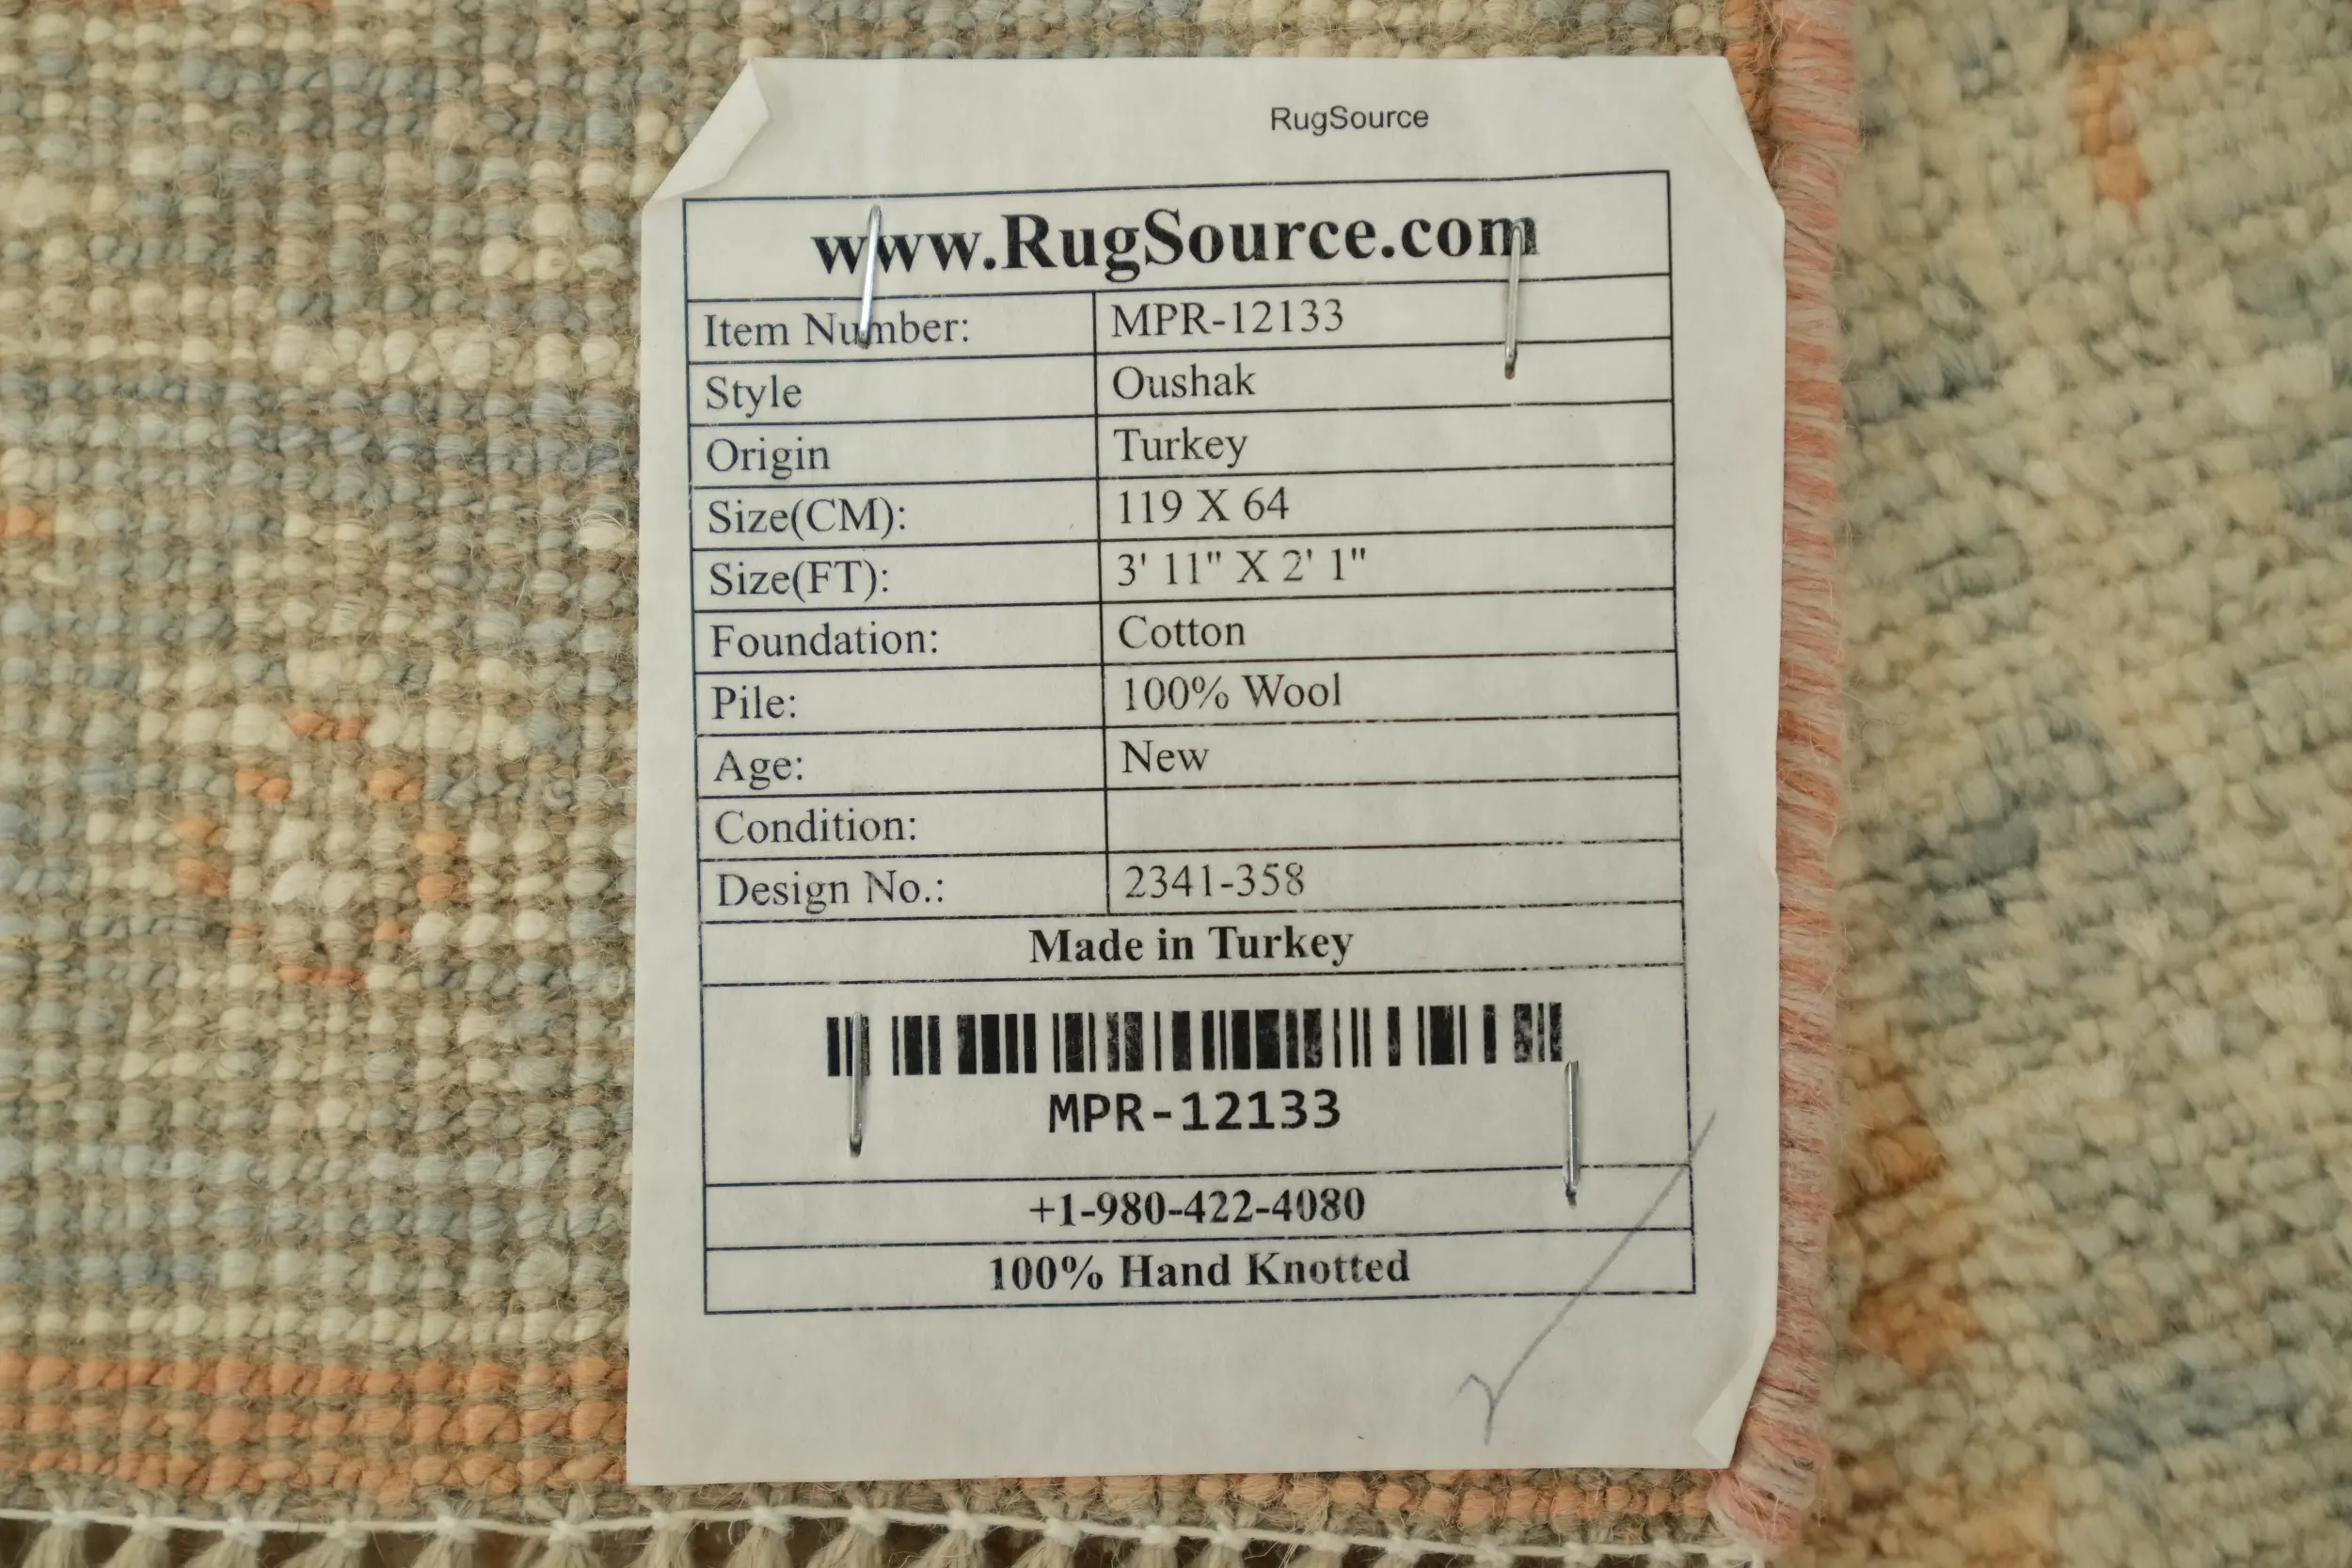 RugSource
www.RugSource.com
Item Number: MPR-12133
Style Oushak
Origin Turkey
Size(CM): 119 X 64
Size(FT): 3' 11" X 2' 1"
Foundation: Cotton
Pile: 100% Wool
Age: New
Condition:
Design No.: 2341-358
Made in Turkey
MPR-12133
+1-980-422-4080
100% Hand Knotted